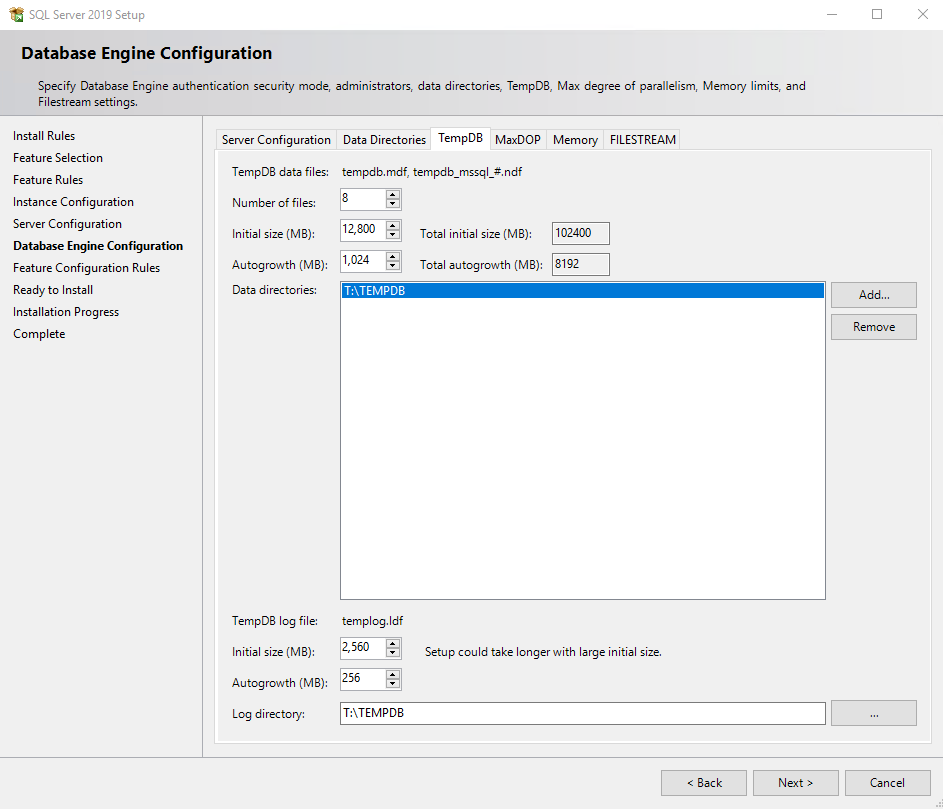 SQL Server 2019 Setup
Database Engine Configuration
Specify Database Engine authentication security mode, administrators, data directories, TempDB, Max degree of parallelism, Memory limits, and
Filestream settings.
Install Rules
Feature Selection
Feature Rules
Instance Configuration
Server Configuration
Database Engine Configuration
Feature Configuration Rules
Ready to Install
Installation Progress
Complete
Server Configuration Data Directories TempDB MaxDOP Memory FILESTREAM
TempDB data files: tempdb.mdf, tempdb_mssql_#.ndf
Number of files: 8
Initial size (MB): 12,800 Total initial size (MB): 102400
Autogrowth (MB): 1,024 Total autogrowth (MB): 8192
Data directories: T:\TEMPDB Add...
Remove
TempDB log file: templog.ldf
Initial size (MB): 2,560 Setup could take longer with large initial size.
Autogrowth (MB): 256
Log directory: T:\TEMPDB ...
< Back Next > Cancel